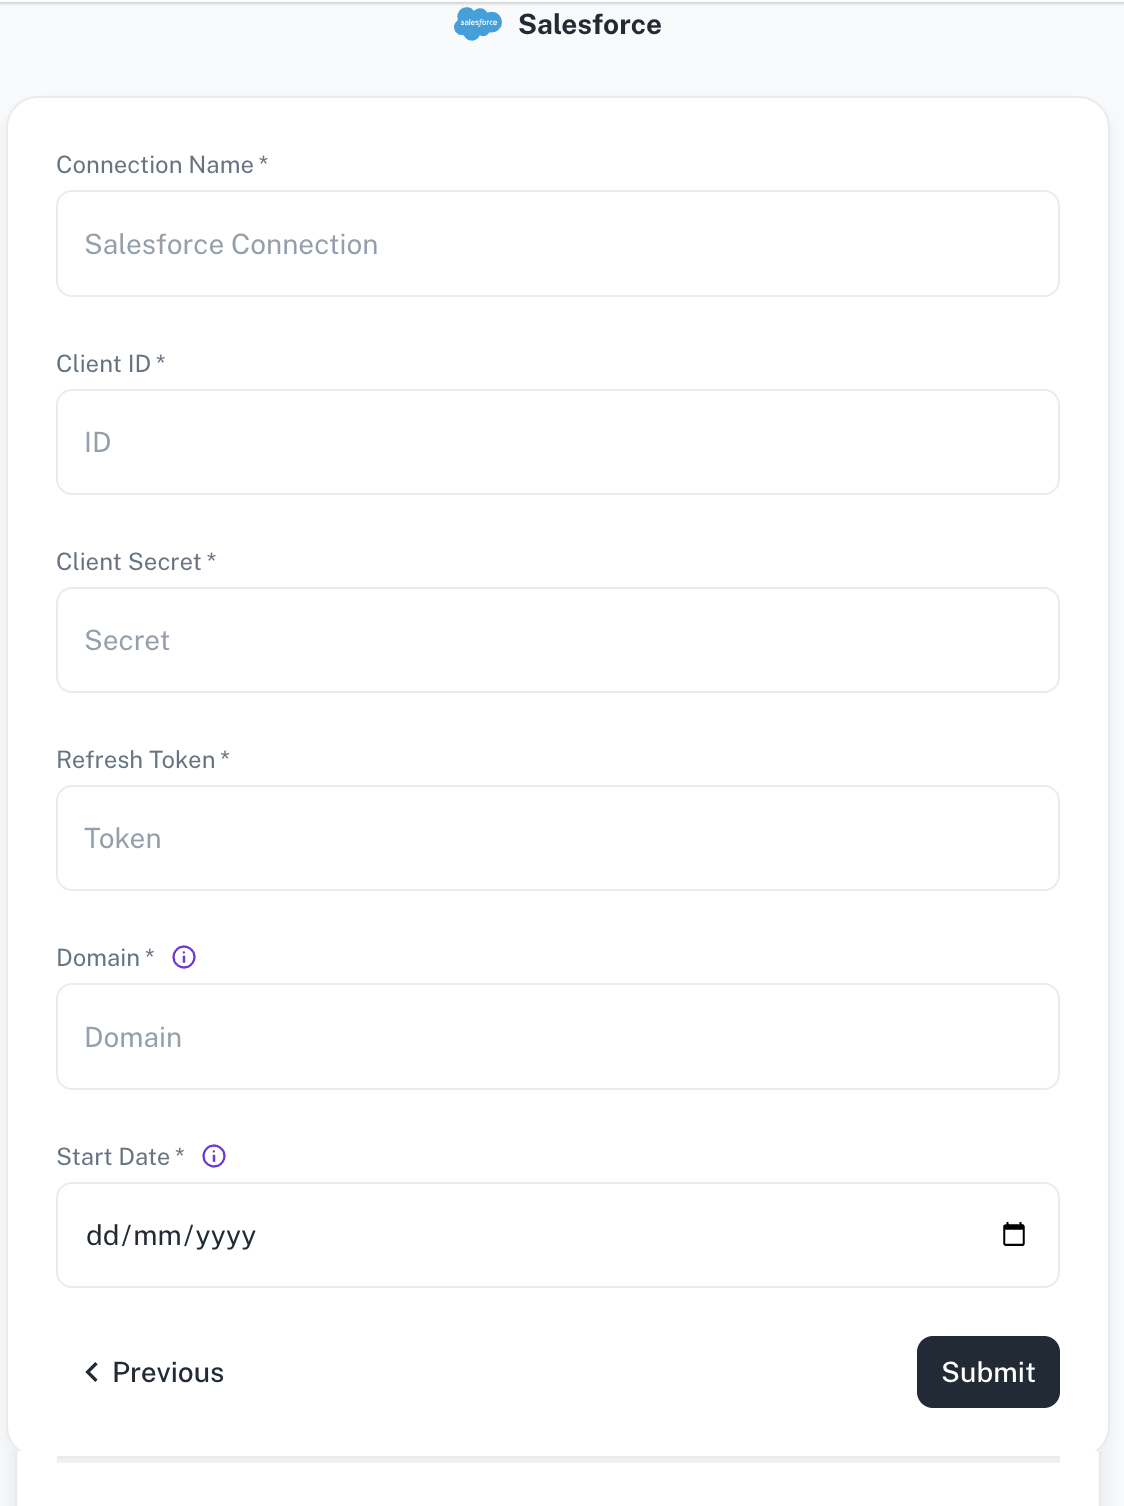 salesforce Salesforce
Connection Name *
Salesforce Connection
Client ID *
ID
Client Secret *
Secret
Refresh Token *
Token
Domain *
Domain
Start Date *
dd/mm/yyyy
Previous
Submit